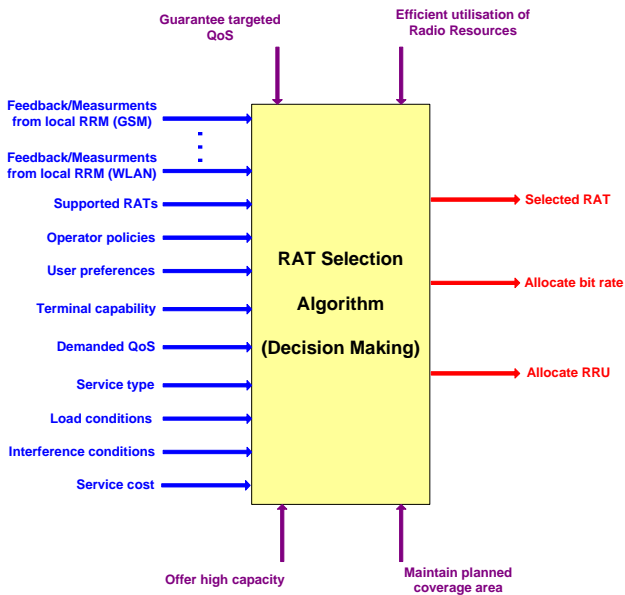 Guarantee targeted
QoS
Efficient utilisation of
Radio Resources
Feedback/Measurments
from local RRM (GSM)
Feedback/Measurments
from local RRM (WLAN)
Supported RATs
Operator policies
User preferences
Terminal capability
Demanded QoS
Service type
Load conditions
Interference conditions
Service cost
RAT Selection
Algorithm
(Decision Making)
Selected RAT
Allocate bit rate
Allocate RRU
Offer high capacity
Maintain planned
coverage area